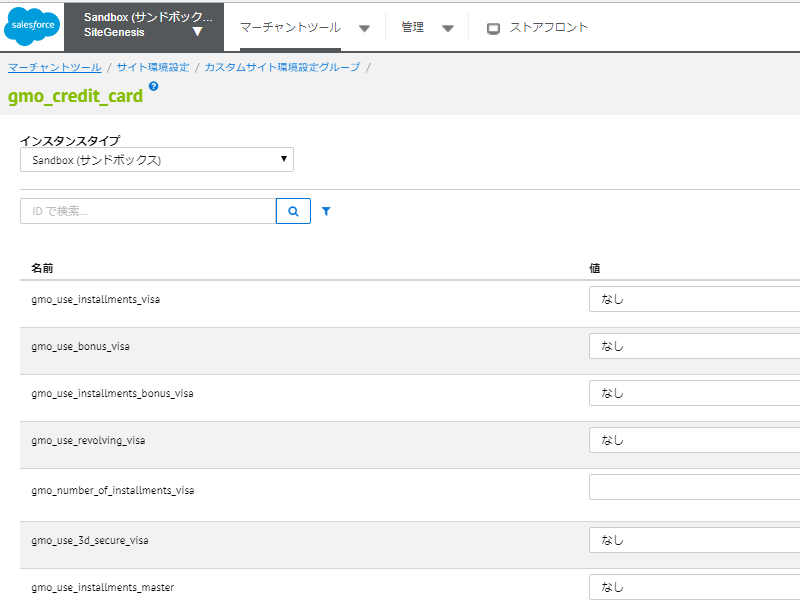 salesforce
Sandbox (サンドボック...
SiteGenesis ▼
マーチャントツール
管理
ストアフロント
マーチャントツール / サイト環境設定 / カスタムサイト環境設定グループ /
gmo_credit_card ?
インスタンスタイプ
Sandbox (サンドボックス)
ID で検索...
名前 値
gmo_use_installments_visa なし
gmo_use_bonus_visa なし
gmo_use_installments_bonus_visa なし
gmo_use_revolving_visa なし
gmo_number_of_installments_visa
gmo_use_3d_secure_visa なし
gmo_use_installments_master なし